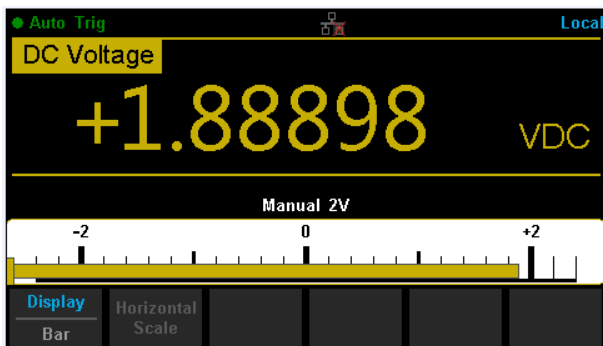 Auto Trig Local
DC Voltage
+1.88898 VDC
Manual 2V
-2 0 +2
Display Horizontal
Bar Scale